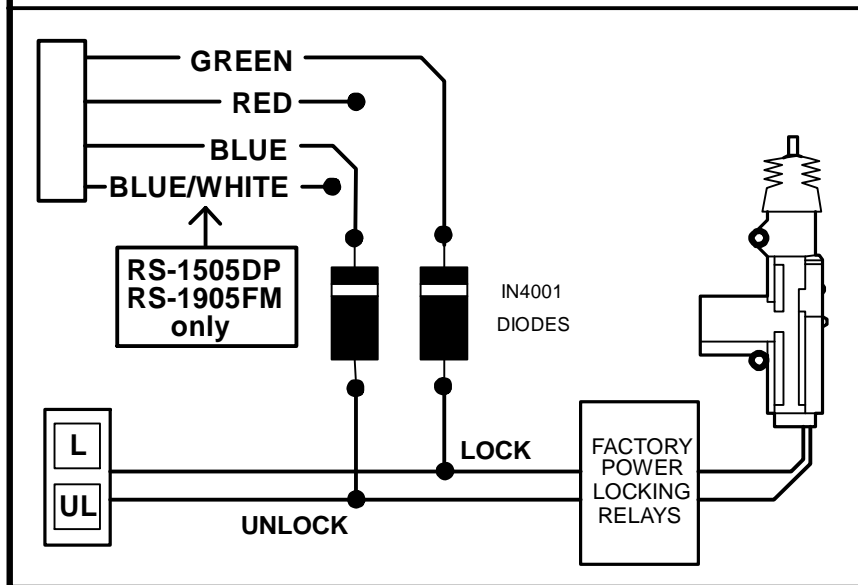 GREEN
RED
BLUE
BLUE/WHITE
RS-1505DP
RS-1905FM
only
IN4001
DIODES
L
UL
LOCK
UNLOCK
FACTORY
POWER
LOCKING
RELAYS